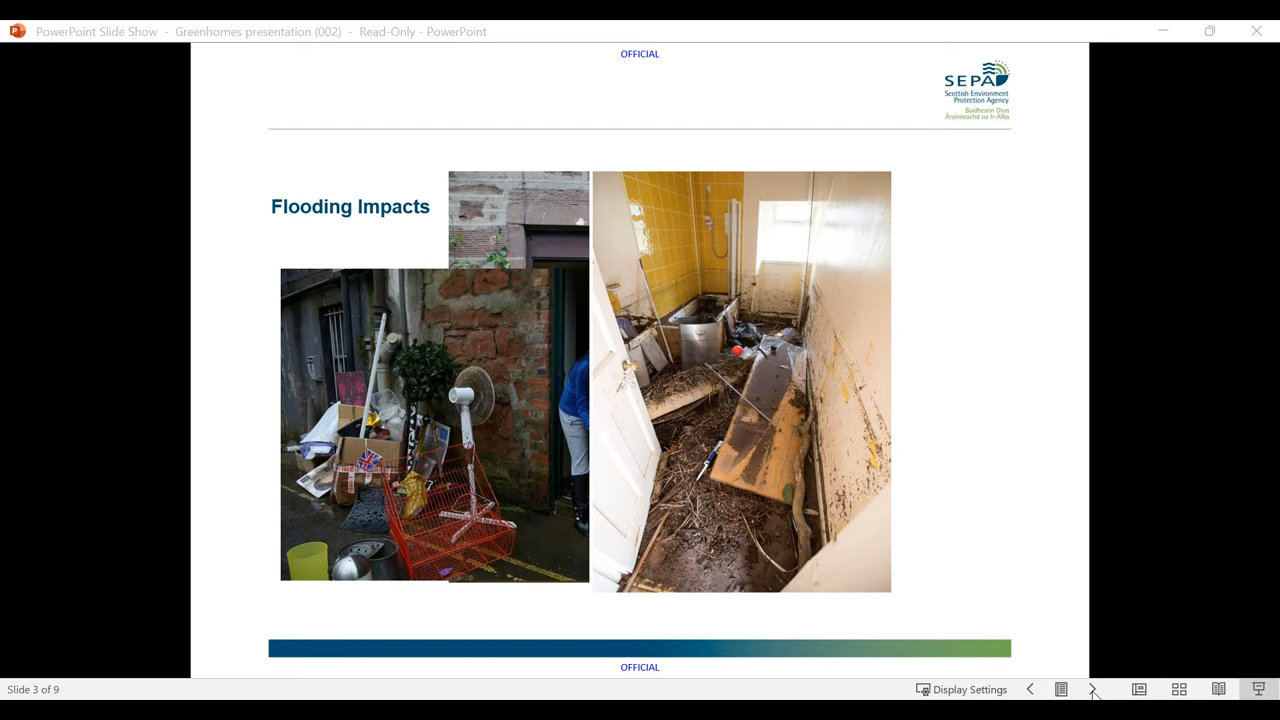 PowerPoint Slide Show - Greenhomes presentation (002) - Read-Only - PowerPoint
OFFICIAL
SEPA
Scottish Environment
Protection Agency
Buidheann Dìon
Àrainneachd na h-Alba
Flooding Impacts
OFFICIAL
Slide 3 of 9
Display Settings